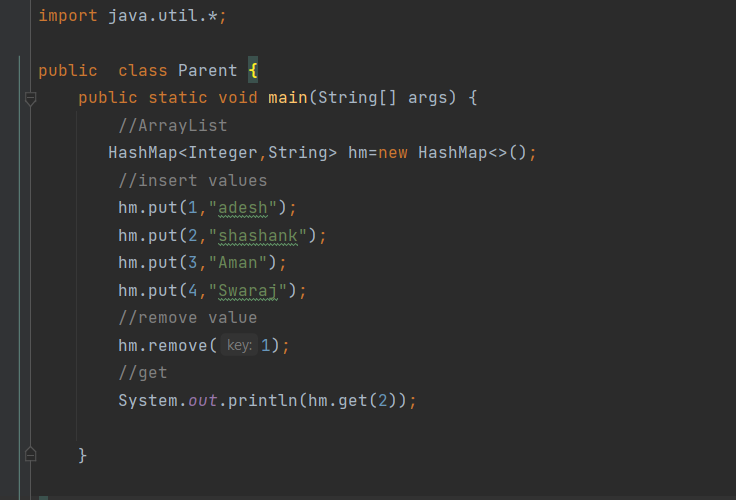 import java.util.*;
public  class Parent {
public static void main(String[] args) {
//ArrayList
HashMap<Integer,String> hm=new HashMap<>();
//insert values
hm.put(1,"adesh");
hm.put(2,"shashank");
hm.put(3,"Aman");
hm.put(4,"Swaraj");
//remove value
hm.remove( key: 1);
//get
System.out.println(hm.get(2));
}